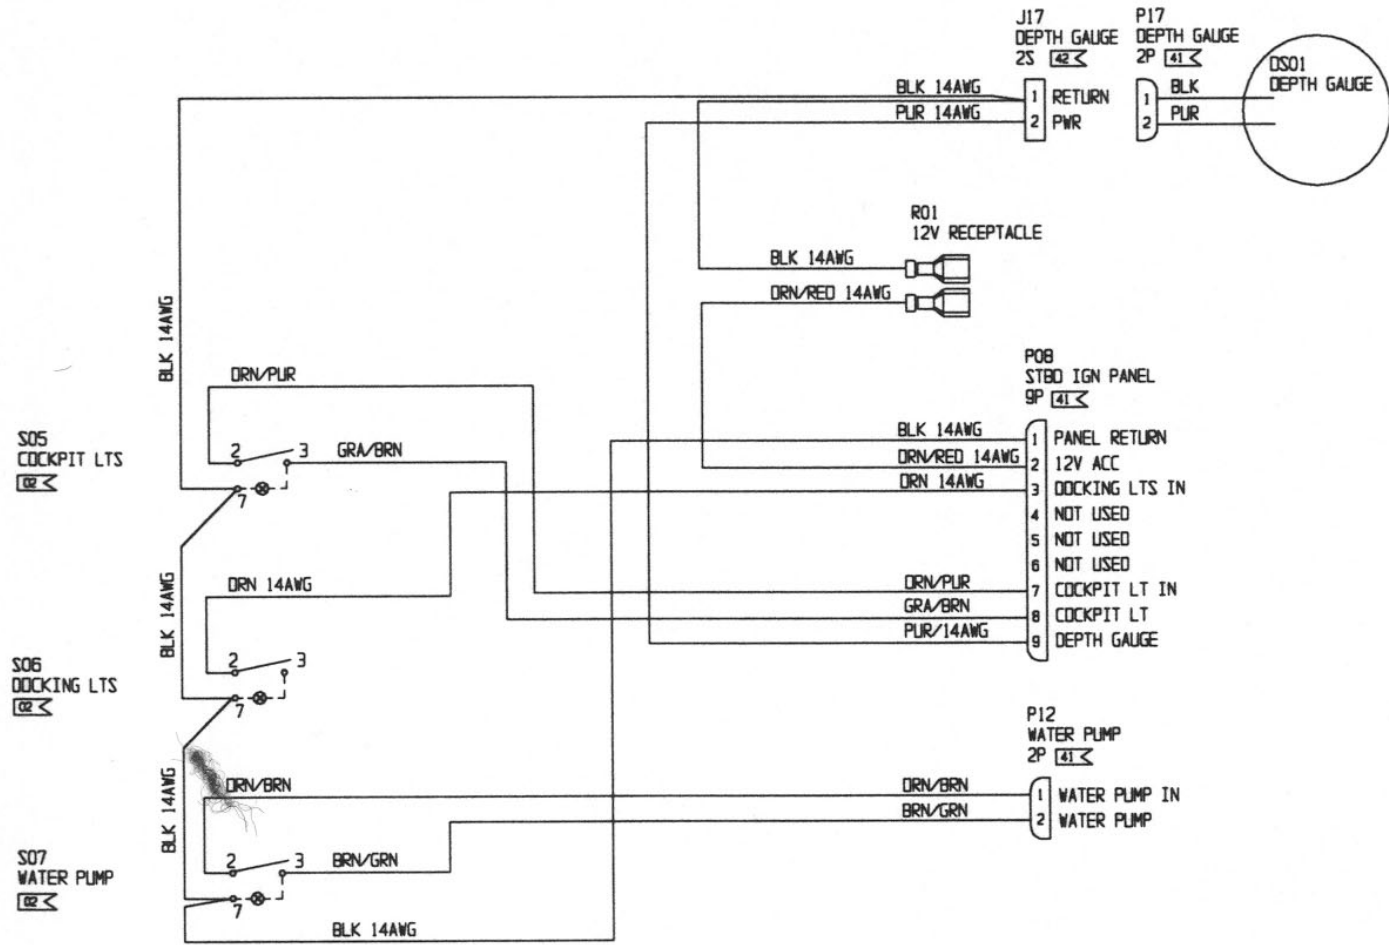 J17
DEPTH GAUGE
2S 42
P17
DEPTH GAUGE
2P 41
DS01
DEPTH GAUGE
BLK 14AWG
1 RETURN
1
BLK
PUR 14AWG
2 PWR
2
PUR
R01
12V RECEPTACLE
BLK 14AWG
ORN/RED 14AWG
BLK 14AWG
P08
STBD IGN PANEL
9P 41
ORN/PUR
S05
COCKPIT LTS
02
2
3
GRA/BRN
7
BLK 14AWG
1 PANEL RETURN
ORN/RED 14AWG
2 12V ACC
ORN 14AWG
3 DOCKING LTS IN
4 NOT USED
5 NOT USED
6 NOT USED
ORN/PUR
7 COCKPIT LT IN
GRA/BRN
8 COCKPIT LT
PUR/14AWG
9 DEPTH GAUGE
BLK 14AWG
ORN 14AWG
S06
DOCKING LTS
02
2
3
7
P12
WATER PUMP
2P 41
BLK 14AWG
ORN/BRN
ORN/BRN
1 WATER PUMP IN
BRN/GRN
2 WATER PUMP
S07
WATER PUMP
02
2
3
BRN/GRN
7
BLK 14AWG